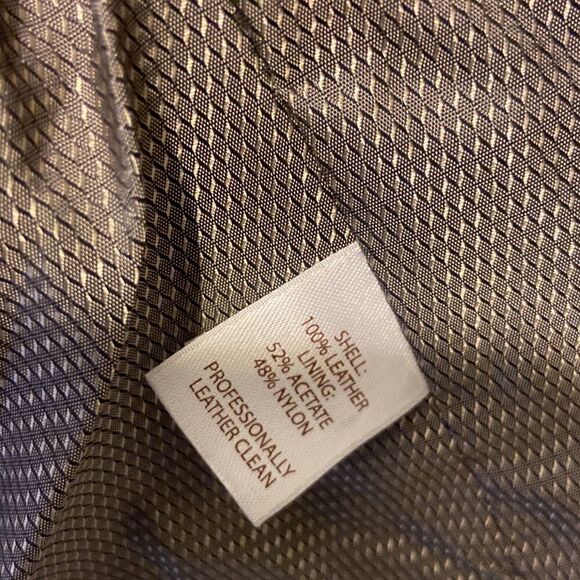 SHELL:
100% LEATHER
LINING:
52% ACETATE
48% NYLON
PROFESSIONALLY
LEATHER CLEAN